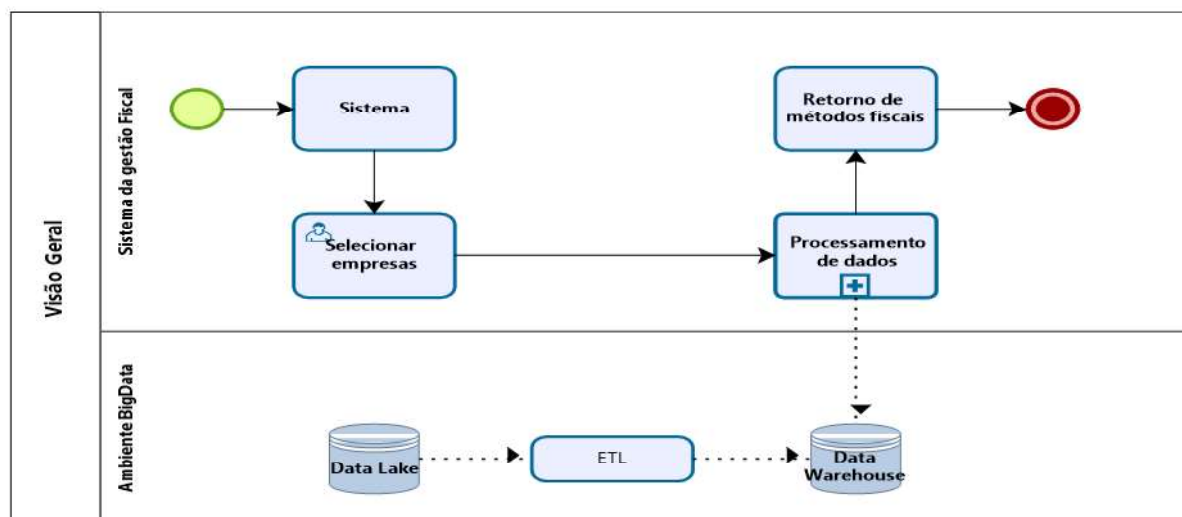 Visão Geral
Sistema da gestão Fiscal
Sistema
Retorno de
métodos fiscais
Selecionar
empresas
Processamento
de dados
Ambiente BigData
Data Lake
ETL
Data
Warehouse